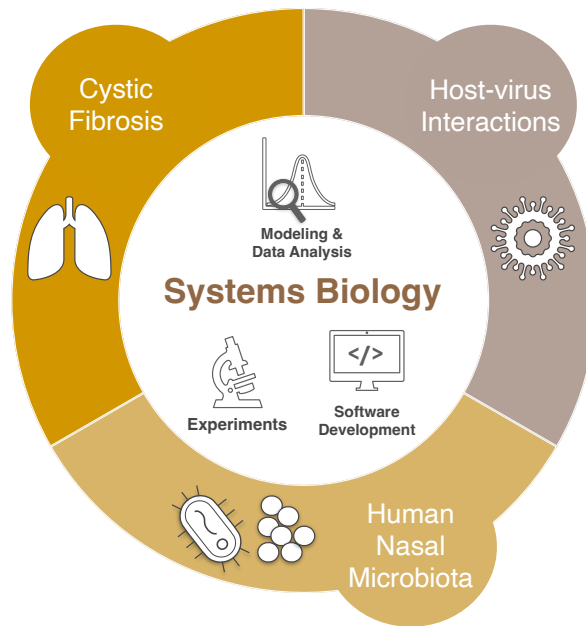 Cystic
Fibrosis
Host-virus
Interactions
Modeling &
Data Analysis
Systems Biology
</>
Experiments
Software
Development
Human
Nasal
Microbiota